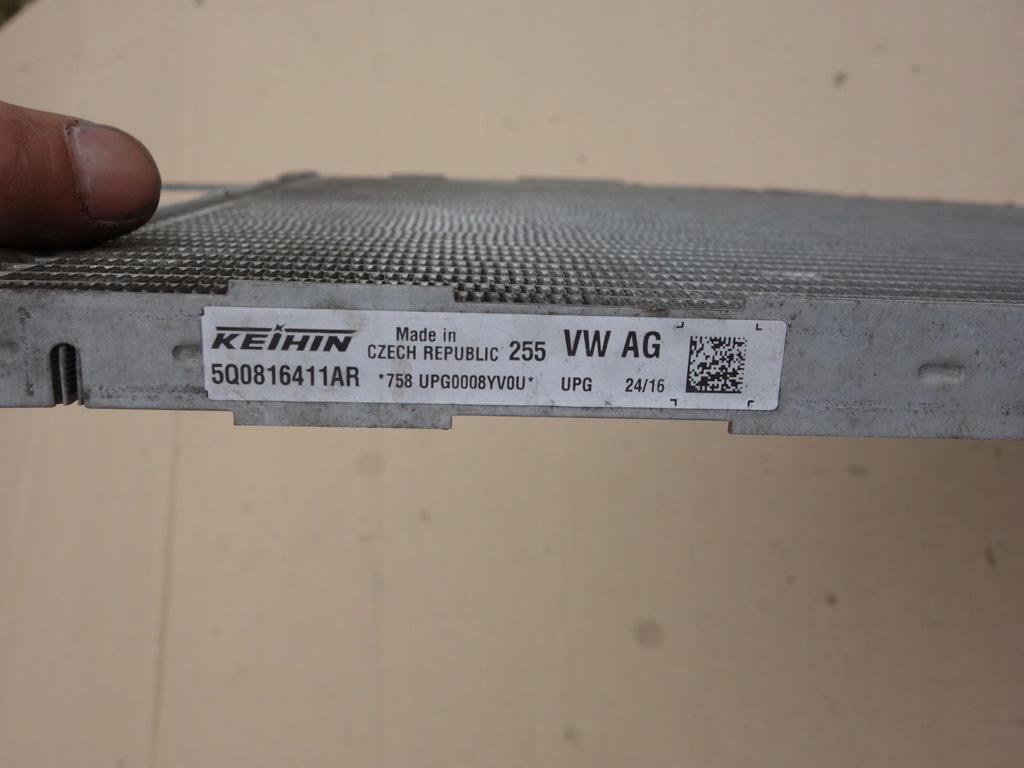 KEIHIN Made in CZECH REPUBLIC 255 VW AG
5Q0816411AR *758 UPG0008YV0U* UPG 24/16